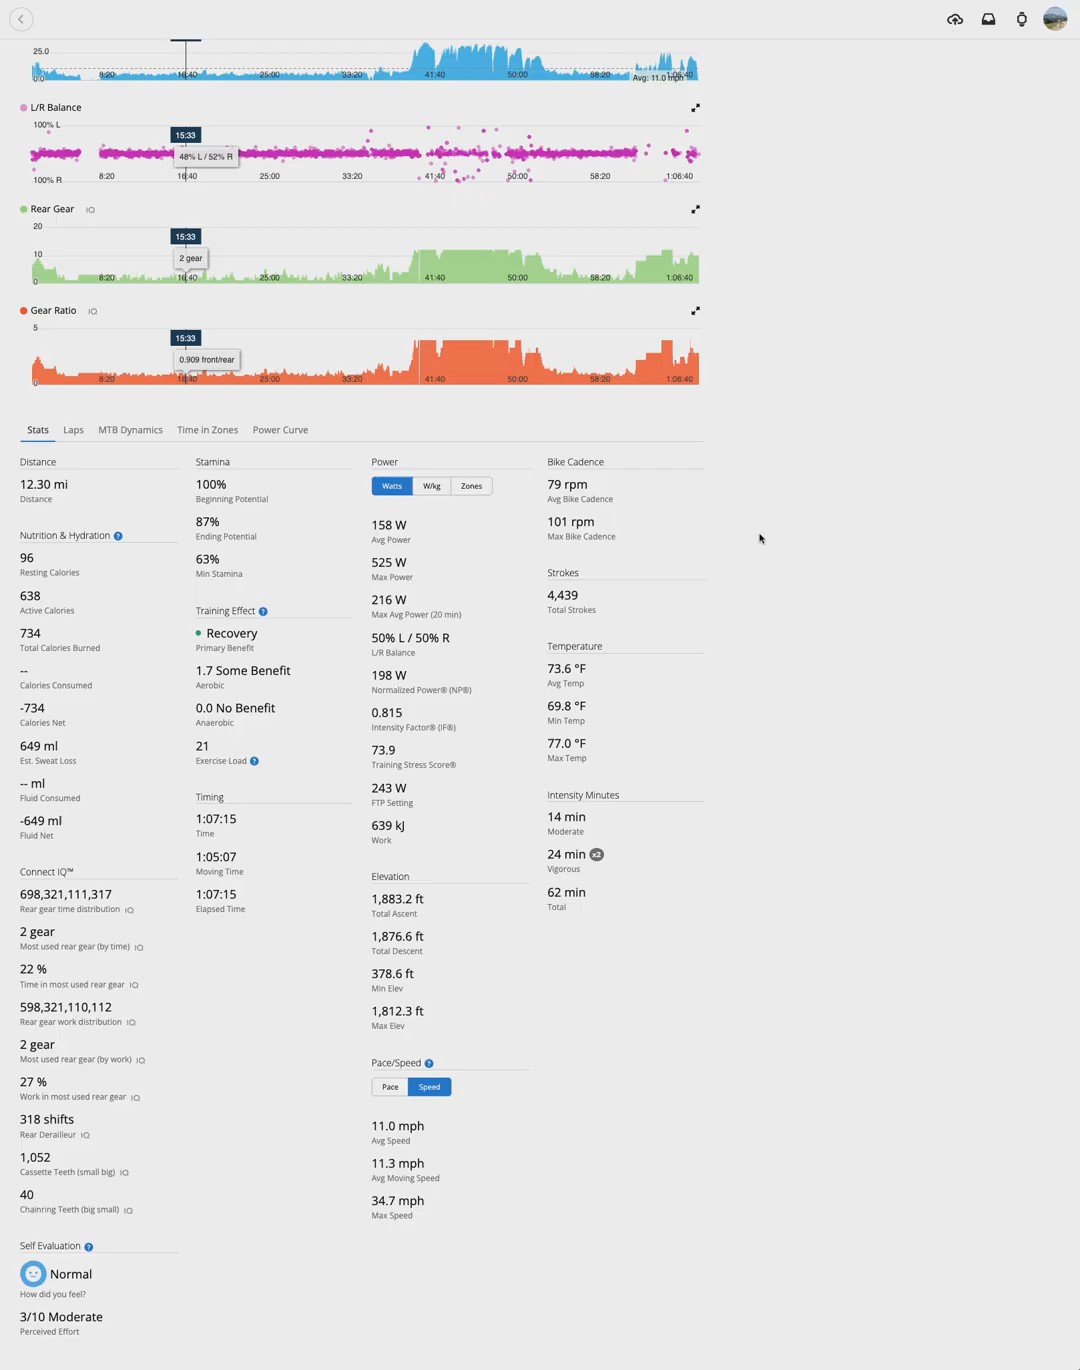 25.0
0.0
8:20
16:40
25:00
33:20
41:40
50:00
58:20
1:06:40
Avg: 11.0 mph
L/R Balance
100% L
15:33
48% L / 52% R
100% R
8:20
16:40
25:00
33:20
41:40
50:00
58:20
1:06:40
Rear Gear IQ
20
15:33
10
2 gear
0
8:20
16:40
25:00
33:20
41:40
50:00
58:20
1:06:40
Gear Ratio IQ
5
15:33
0.909 front/rear
0
8:20
16:40
25:00
33:20
41:40
50:00
58:20
1:06:40
Stats Laps MTB Dynamics Time in Zones Power Curve
Distance
12.30 mi
Distance
Nutrition & Hydration ?
96
Resting Calories
638
Active Calories
734
Total Calories Burned
--
Calories Consumed
-734
Calories Net
649 ml
Est. Sweat Loss
-- ml
Fluid Consumed
-649 ml
Fluid Net
Connect IQ™
698,321,111,317
Rear gear time distribution IQ
2 gear
Most used rear gear (by time) IQ
22 %
Time in most used rear gear IQ
598,321,110,112
Rear gear work distribution IQ
2 gear
Most used rear gear (by work) IQ
27 %
Work in most used rear gear IQ
318 shifts
Rear Derailleur IQ
1,052
Cassette Teeth (small big) IQ
40
Chainring Teeth (big small) IQ
Self Evaluation ?
Normal
How did you feel?
3/10 Moderate
Perceived Effort
Stamina
100%
Beginning Potential
87%
Ending Potential
63%
Min Stamina
Training Effect ?
Recovery
Primary Benefit
1.7 Some Benefit
Aerobic
0.0 No Benefit
Anaerobic
21
Exercise Load ?
Timing
1:07:15
Time
1:05:07
Moving Time
1:07:15
Elapsed Time
Power
Watts W/kg Zones
158 W
Avg Power
525 W
Max Power
216 W
Max Avg Power (20 min)
50% L / 50% R
L/R Balance
198 W
Normalized Power® (NP®)
0.815
Intensity Factor® (IF®)
73.9
Training Stress Score®
243 W
FTP Setting
639 kJ
Work
Elevation
1,883.2 ft
Total Ascent
1,876.6 ft
Total Descent
378.6 ft
Min Elev
1,812.3 ft
Max Elev
Pace/Speed ?
Pace Speed
11.0 mph
Avg Speed
11.3 mph
Avg Moving Speed
34.7 mph
Max Speed
Bike Cadence
79 rpm
Avg Bike Cadence
101 rpm
Max Bike Cadence
Strokes
4,439
Total Strokes
Temperature
73.6 °F
Avg Temp
69.8 °F
Min Temp
77.0 °F
Max Temp
Intensity Minutes
14 min
Moderate
24 min x2
Vigorous
62 min
Total